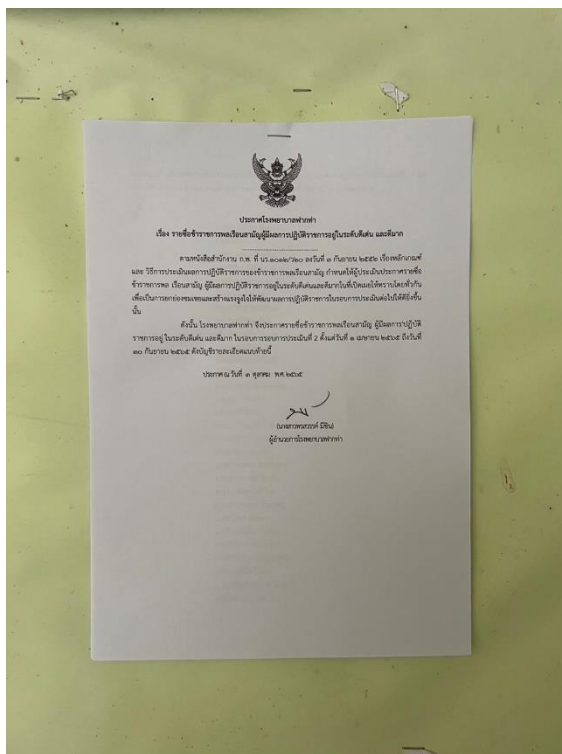 ประกาศโรงพยาบาลฟากท่า
เรื่อง รายชื่อข้าราชการพลเรือนสามัญผู้มีผลการปฏิบัติราชการอยู่ในระดับดีเด่น และดีมาก
ตามหนังสือสำนักงาน ก.พ. ที่ นร.๑๐๑๒/ว๒๐ ลงวันที่ ๓ กันยายน ๒๕๕๒ เรื่องหลักเกณฑ์
และ วิธีการประเมินผลการปฏิบัติราชการของข้าราชการพลเรือนสามัญ กำหนดให้ผู้ประเมินประกาศรายชื่อ
ข้าราชการพล เรือนสามัญ ผู้มีผลการปฏิบัติราชการอยู่ในระดับดีเด่นและดีมากในที่เปิดเผยให้ทราบโดยทั่วกัน
เพื่อเป็นการยกย่องชมเชยและสร้างแรงจูงใจให้พัฒนาผลการปฏิบัติราชการในรอบการประเมินต่อไปให้ดียิ่งขึ้น
นั้น
ดังนั้น โรงพยาบาลฟากท่า จึงประกาศรายชื่อข้าราชการพลเรือนสามัญ ผู้มีผลการปฏิบัติ
ราชการอยู่ ในระดับดีเด่น และดีมาก ในรอบการรอบการประเมินที่ 2 ตั้งแต่วันที่ ๑ เมษายน ๒๕๖๕ ถึงวันที่
๓๐ กันยายน ๒๕๖๕ ดังบัญชีรายละเอียดแนบท้ายนี้
ประกาศ ณ วันที่ ๓ ตุลาคม พ.ศ. ๒๕๖๕
(นางสาวพรสวรรค์ มีชิน)
ผู้อำนวยการโรงพยาบาลฟากท่า